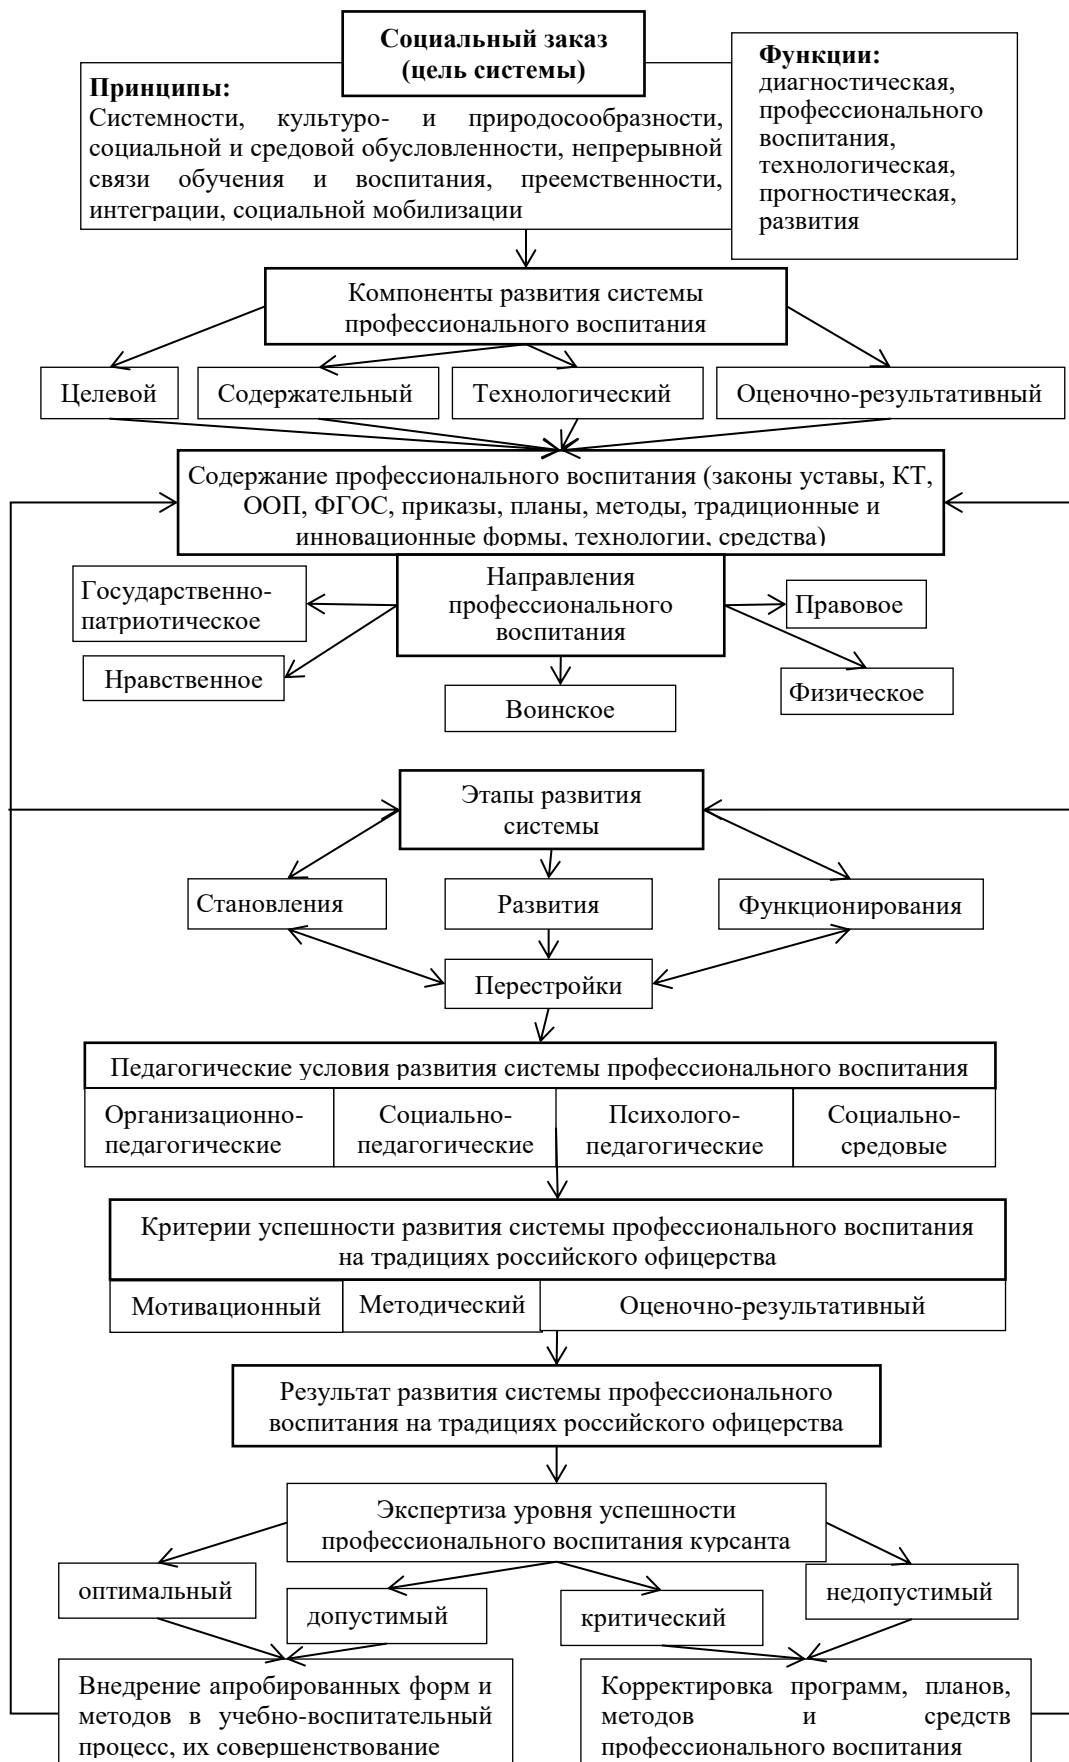 Социальный заказ
(цель системы)
Принципы:
Системности, культуро- и природосообразности,
социальной и средовой обусловленности, непрерывной
связи обучения и воспитания, преемственности,
интеграции, социальной мобилизации
Функции:
диагностическая,
профессионального
воспитания,
технологическая,
прогностическая,
развития
Компоненты развития системы
профессионального воспитания
Целевой
Содержательный
Технологический
Оценочно-результативный
Содержание профессионального воспитания (законы уставы, КТ,
ООП, ФГОС, приказы, планы, методы, традиционные и
инновационные формы, технологии, средства)
Направления
профессионального
воспитания
Государственно-
патриотическое
Правовое
Нравственное
Воинское
Физическое
Этапы развития
системы
Становления
Развития
Функционирования
Перестройки
Педагогические условия развития системы профессионального воспитания
Организационно-
педагогические
Социально-
педагогические
Психолого-
педагогические
Социально-
средовые
Критерии успешности развития системы профессионального воспитания
на традициях российского офицерства
Мотивационный
Методический
Оценочно-результативный
Результат развития системы профессионального
воспитания на традициях российского офицерства
Экспертиза уровня успешности
профессионального воспитания курсанта
оптимальный
допустимый
критический
недопустимый
Внедрение апробированных форм и
методов в учебно-воспитательный
процесс, их совершенствование
Корректировка программ, планов,
методов и средств
профессионального воспитания